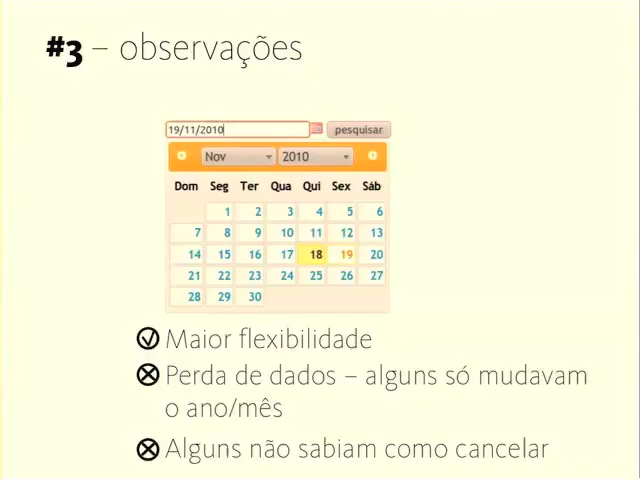 #3 – observações
19/11/2010 pesquisar
Nov 2010
Dom Seg Ter Qua Qui Sex Sáb
1 2 3 4 5 6
7 8 9 10 11 12 13
14 15 16 17 18 19 20
21 22 23 24 25 26 27
28 29 30
Maior flexibilidade
Perda de dados – alguns só mudavam
o ano/mês
Alguns não sabiam como cancelar